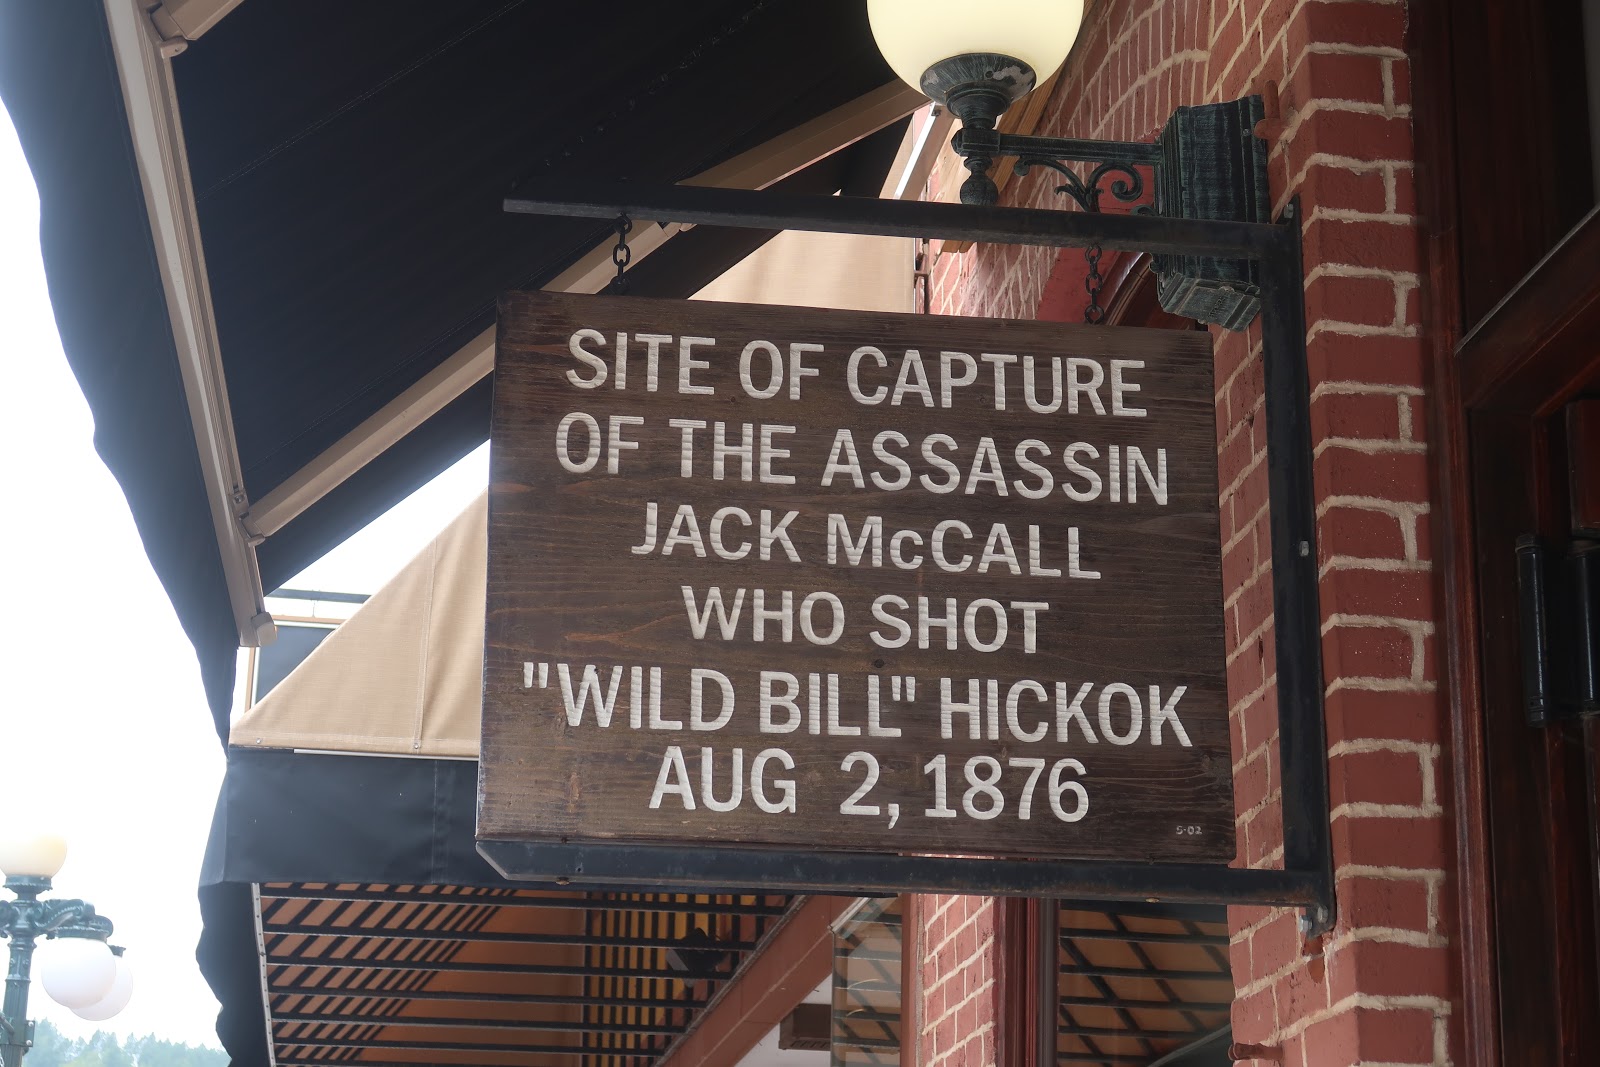 SITE OF CAPTURE
OF THE ASSASSIN
JACK McCALL
WHO SHOT
"WILD BILL" HICKOK
AUG 2, 1876
5-02